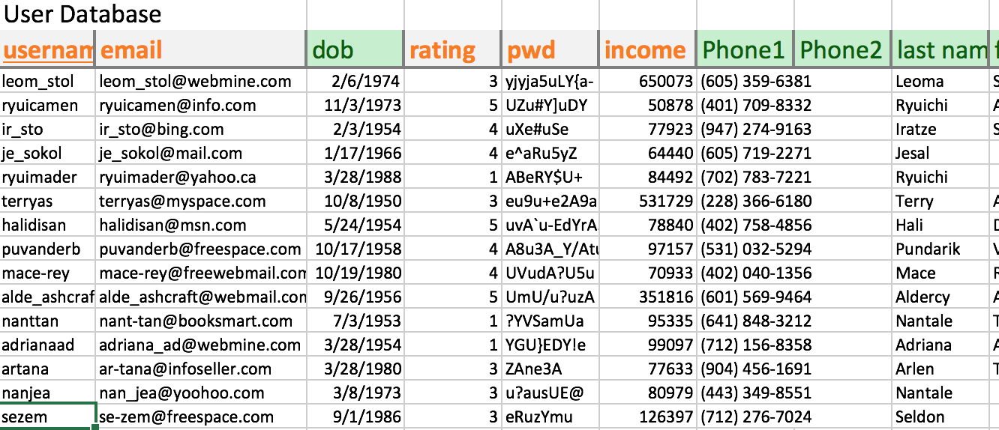 User Database
usernam email dob rating pwd income Phone1 Phone2 last nam f
leom_stol leom_stol@webmine.com 2/6/1974 3 yjyja5uLY{a- 650073 (605) 359-6381 Leoma S
ryuicamen ryuicamen@info.com 11/3/1973 5 UZu#Y]uDY 50878 (401) 709-8332 Ryuichi A
ir_sto ir_sto@bing.com 2/3/1954 4 uXe#uSe 77923 (947) 274-9163 Iratze S
je_sokol je_sokol@mail.com 1/17/1966 4 e^aRu5yZ 64440 (605) 719-2271 Jesal
ryuimader ryuimader@yahoo.ca 3/28/1988 1 ABeRY$U+ 84492 (702) 783-7221 Ryuichi
terryas terryas@myspace.com 10/8/1950 3 eu9u+e2A9a 531729 (228) 366-6180 Terry A
halidisan halidisan@msn.com 5/24/1954 5 uvA`u-EdYrA 78840 (402) 758-4856 Hali D
puvanderb puvanderb@freespace.com 10/17/1958 4 A8u3A_Y/Atu 97157 (531) 032-5294 Pundarik V
mace-rey mace-rey@freewebmail.com 10/19/1980 4 UVudA?U5u 70933 (402) 040-1356 Mace R
alde_ashcraf alde_ashcraft@webmail.com 9/26/1956 5 UmU/u?uzA 351816 (601) 569-9464 Aldercy A
nanttan nant-tan@booksmart.com 7/3/1953 1 ?YVSamUa 95335 (641) 848-3212 Nantale T
adrianaad adriana_ad@webmine.com 3/28/1954 1 YGU}EDY!e 99097 (712) 156-8358 Adriana A
artana ar-tana@infoseller.com 3/28/1980 3 ZAne3A 77633 (904) 456-1691 Arlen T
nanjea nan_jea@yoohoo.com 3/8/1973 3 u?ausUE@ 80979 (443) 349-8551 Nantale
sezem se-zem@freespace.com 9/1/1986 3 eRuzYmu 126397 (712) 276-7024 Seldon